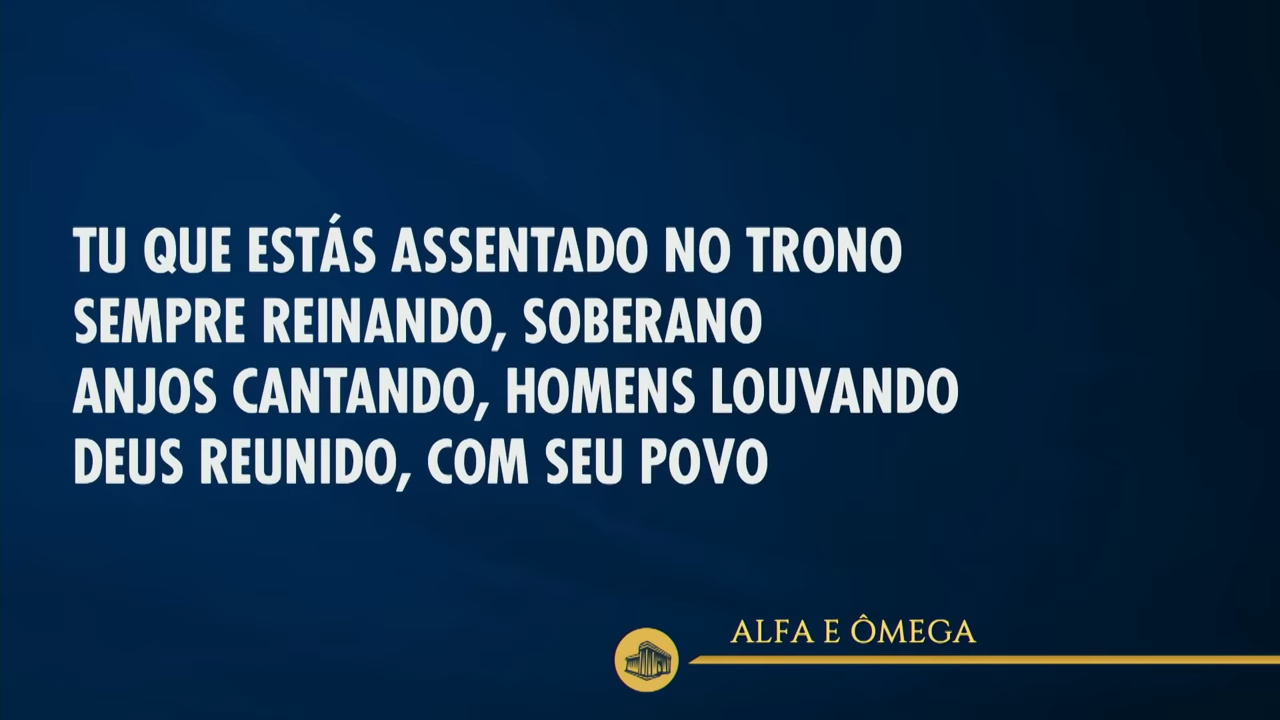 TU QUE ESTÁS ASSENTADO NO TRONO
SEMPRE REINANDO, SOBERANO
ANJOS CANTANDO, HOMENS LOUVANDO
DEUS REUNIDO, COM SEU POVO
ALFA E ÔMEGA